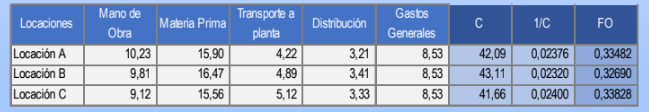 Locaciones Mano de Obra Materia Prima Transporte a planta Distribución Gastos Generales C 1/C FO
Locación A 10,23 15,90 4,22 3,21 8,53 42,09 0,02376 0,33482
Locación B 9,81 16,47 4,89 3,41 8,53 43,11 0,02320 0,32690
Locación C 9,12 15,56 5,12 3,33 8,53 41,66 0,02400 0,33828